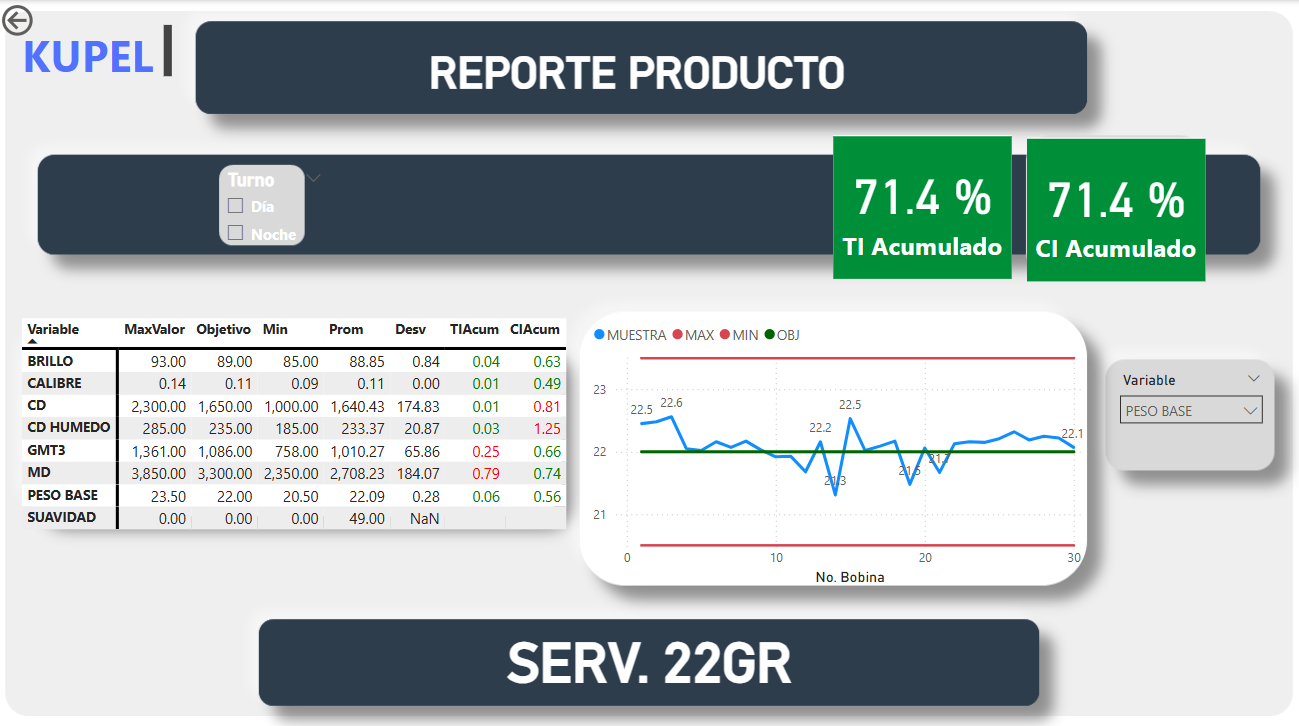 KUPEL
REPORTE PRODUCTO
Turno
Día
Noche
71.4 %
TI Acumulado
71.4 %
CI Acumulado
Variable MaxValor Objetivo Min Prom Desv TIAcum CIAcum
BRILLO 93.00 89.00 85.00 88.85 0.84 0.04 0.63
CALIBRE 0.14 0.11 0.09 0.11 0.00 0.01 0.49
CD 2,300.00 1,650.00 1,000.00 1,640.43 174.83 0.01 0.81
CD HUMEDO 285.00 235.00 185.00 233.37 20.87 0.03 1.25
GMT3 1,361.00 1,086.00 758.00 1,010.27 65.86 0.25 0.66
MD 3,850.00 3,300.00 2,350.00 2,708.23 184.07 0.79 0.74
PESO BASE 23.50 22.00 20.50 22.09 0.28 0.06 0.56
SUAVIDAD 0.00 0.00 0.00 49.00 NaN
MUESTRA MAX MIN OBJ
23
22.5 22.6 22.5
22.2
22.1
22
21.3 21.5 21.7
21
0 10 20 30
No. Bobina
Variable
PESO BASE
SERV. 22GR